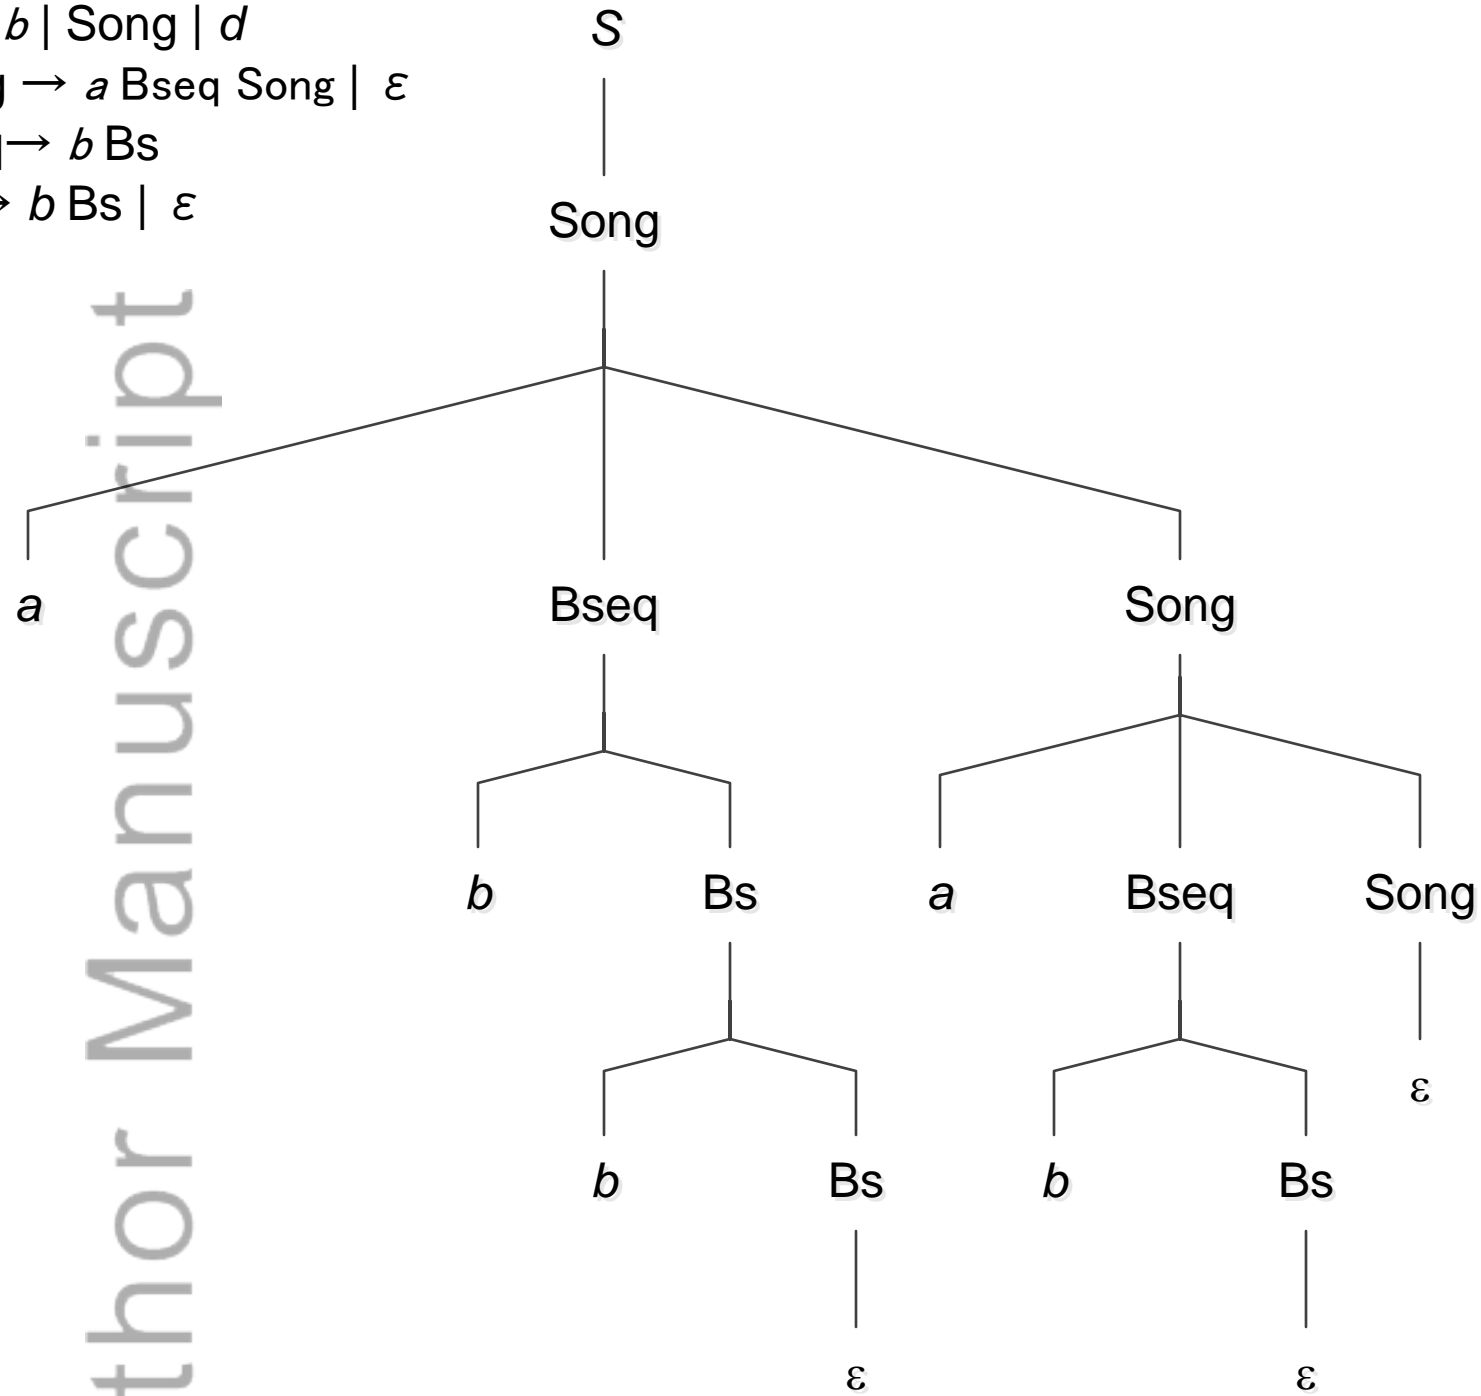 b | Song | d
g → a Bseq Song | ε
→ b Bs
→ b Bs | ε
S
Song
a Bseq Song
b Bs a Bseq Song
ε
b Bs b Bs
ε ε
thor Manuscript